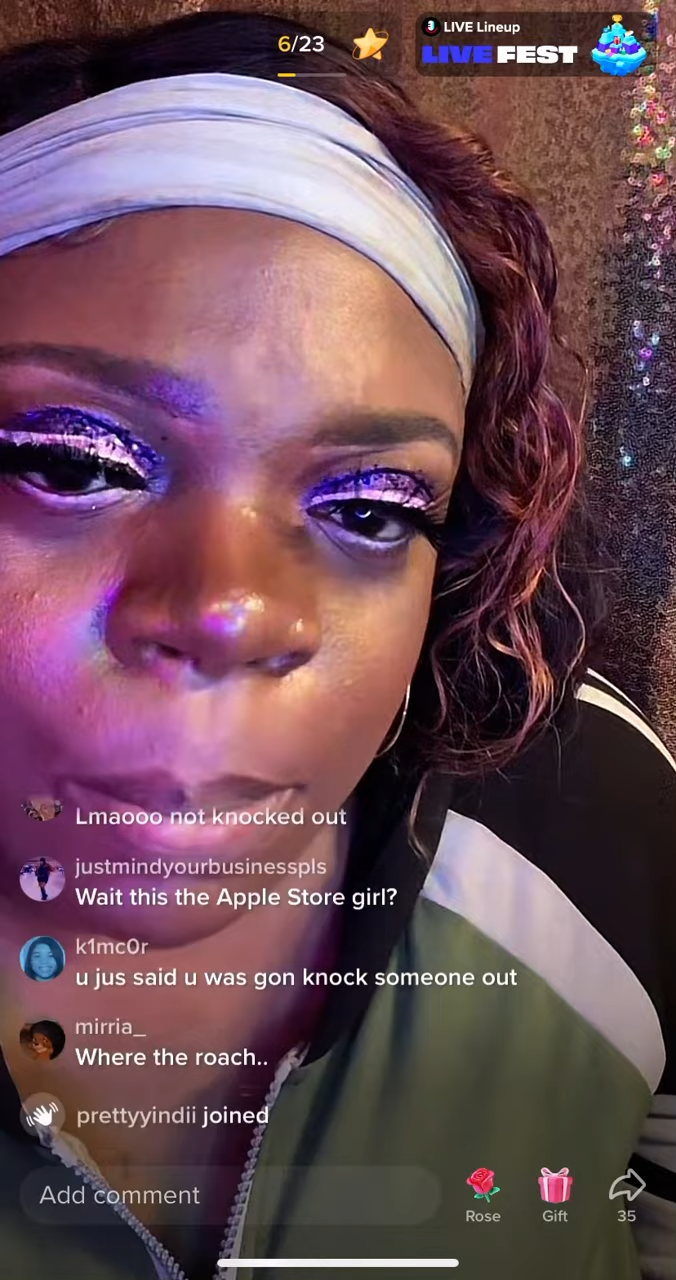 6/23
LIVE Lineup
LIVE FEST
Lmaooo not knocked out
justmindyourbusinesspls
Wait this the Apple Store girl?
k1mc0r
u jus said u was gon knock someone out
mirria_
Where the roach..
prettyyindii joined
Add comment
Rose
Gift
35